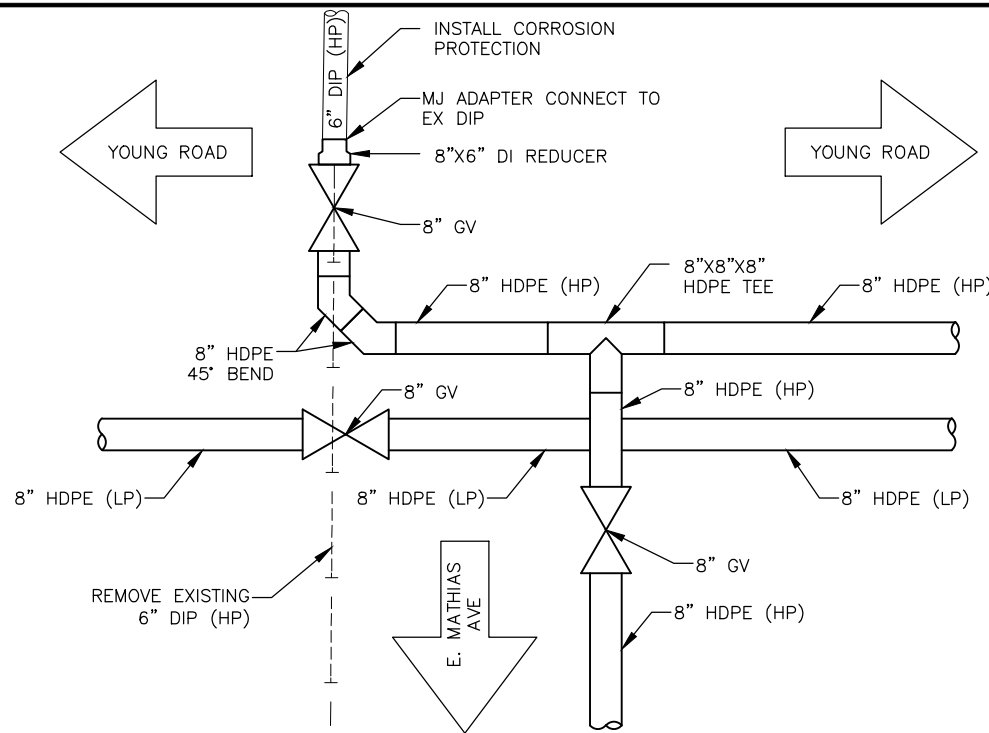 INSTALL CORROSION
PROTECTION
6" DIP (HP)
MJ ADAPTER CONNECT TO
EX DIP
8"X6" DI REDUCER
YOUNG ROAD
YOUNG ROAD
8" GV
8"X8"X8"
HDPE TEE
8" HDPE (HP)
8" HDPE (HP)
8" HDPE
45° BEND
8" GV
8" HDPE (HP)
8" HDPE (LP)
8" HDPE (LP)
8" HDPE (LP)
8" GV
REMOVE EXISTING
6" DIP (HP)
E. MATHIAS
AVE
8" HDPE (HP)